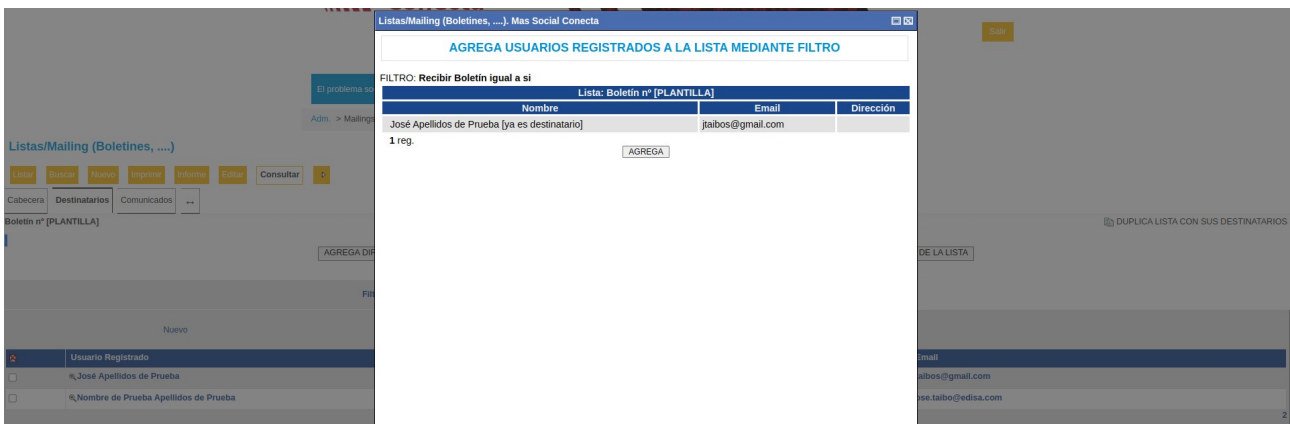 Listas/Mailing (Boletines, ....). Mas Social Conecta
AGREGA USUARIOS REGISTRADOS A LA LISTA MEDIANTE FILTRO
Salir
FILTRO: Recibir Boletín igual a si
Lista: Boletín nº [PLANTILLA]
Nombre Email Dirección
José Apellidos de Prueba [ya es destinatario] jtaibos@gmail.com
1 reg.
AGREGA
El problema so
Adm. > Mailings
Listas/Mailing (Boletines, ....)
Listar Buscar Nuevo Imprimir Informe Editar Consultar
Cabecera Destinatarios Comunicados ↔
Boletín nº [PLANTILLA]
DUPLICA LISTA CON SUS DESTINATARIOS
AGREGA DIR
DE LA LISTA
Filt
Nuevo
Usuario Registrado
Email
José Apellidos de Prueba
taibos@gmail.com
Nombre de Prueba Apellidos de Prueba
ose.taibo@edisa.com
2